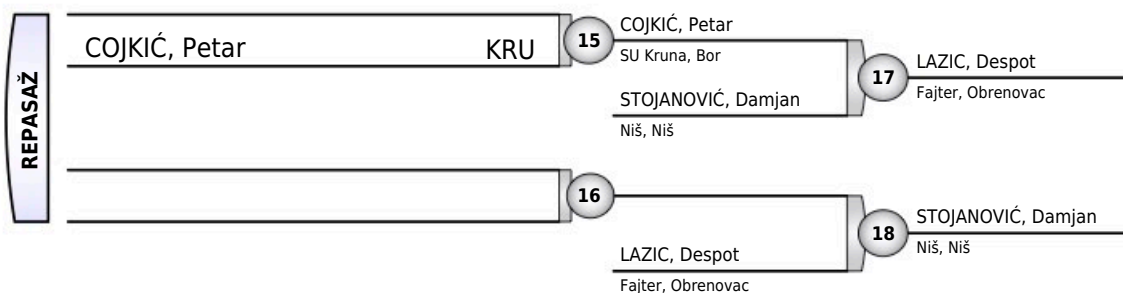 REPASAŽ
COJKIĆ, Petar KRU
15
COJKIĆ, Petar
SU Kruna, Bor
STOJANOVIĆ, Damjan
Niš, Niš
17
LAZIC, Despot
Fajter, Obrenovac
16
LAZIC, Despot
Fajter, Obrenovac
18
STOJANOVIĆ, Damjan
Niš, Niš